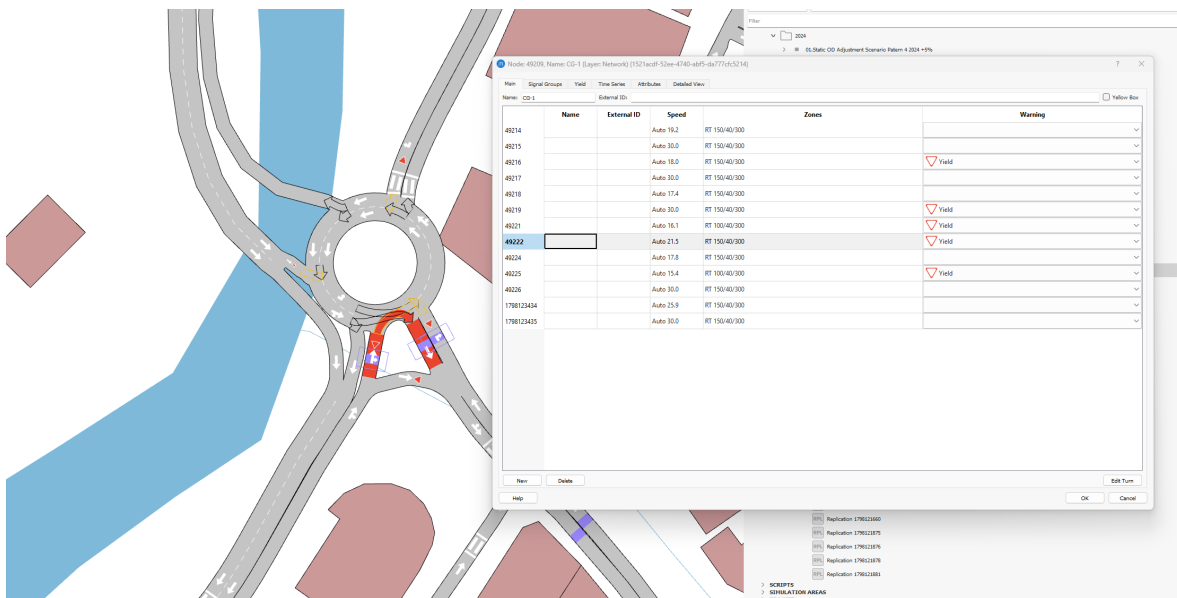 Filter
2024
01.Static OD Adjustment Scenario Patern 4 2024 +5%
Node: 49209, Name: CG-1 (Layer: Network) {1521acdf-52ee-4740-abf5-da777cfc5214}
? ×
Main Signal Groups Yield Time Series Attributes Detailed View
Name: CG-1 External ID: Yellow Box
Name External ID Speed Zones Warning
49214 Auto 19.2 RT 150/40/300
49215 Auto 30.0 RT 150/40/300
49216 Auto 18.0 RT 150/40/300 Yield
49217 Auto 30.0 RT 150/40/300
49218 Auto 17.4 RT 150/40/300
49219 Auto 30.0 RT 150/40/300 Yield
49221 Auto 16.1 RT 100/40/300 Yield
49222 Auto 21.5 RT 150/40/300 Yield
49224 Auto 17.8 RT 150/40/300
49225 Auto 15.4 RT 100/40/300 Yield
49226 Auto 30.0 RT 150/40/300
1798123434 Auto 25.9 RT 150/40/300
1798123435 Auto 30.0 RT 150/40/300
New Delete Edit Turn
Help OK Cancel
RPL Replication 1798121660
RPL Replication 1798121875
RPL Replication 1798121876
RPL Replication 1798121878
RPL Replication 1798121881
SCRIPTS
SIMULATION AREAS